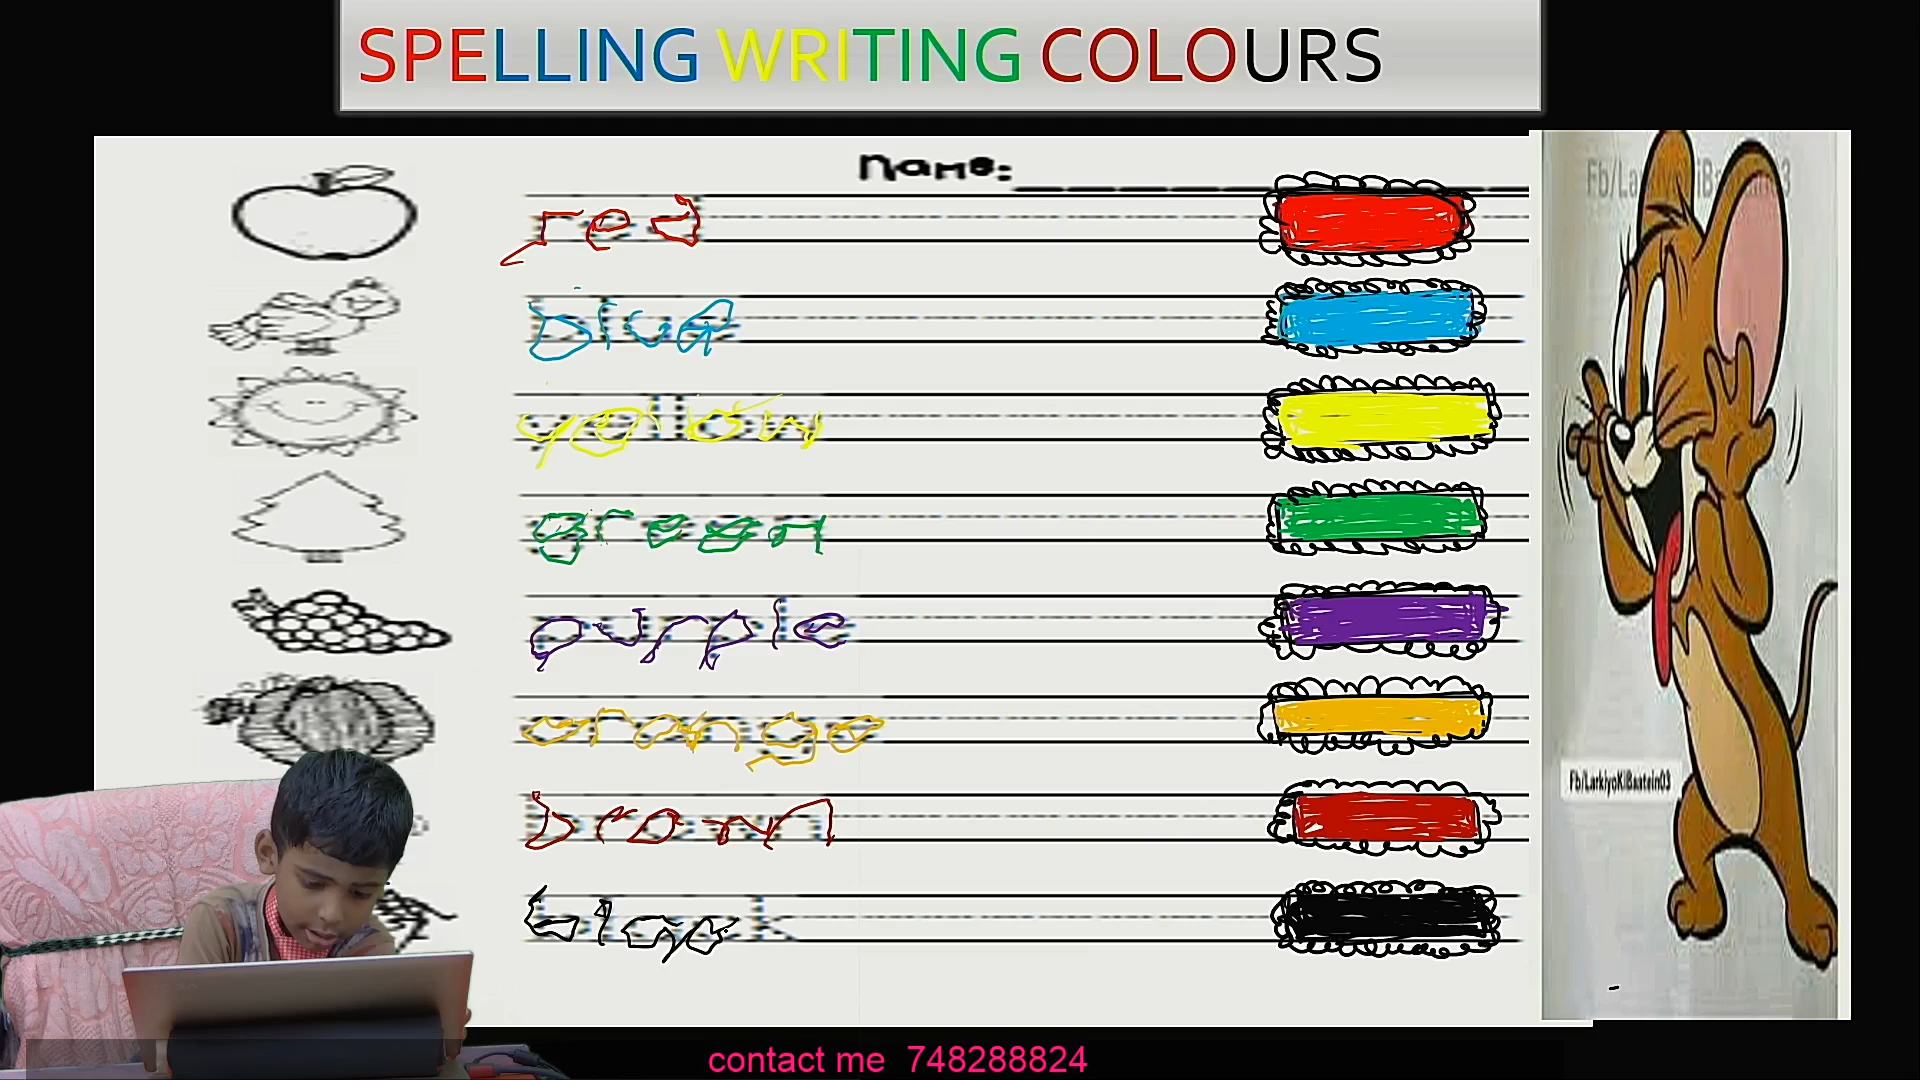 SPELLING WRITING COLOURS
Name:
red
blue
yellow
green
purple
orange
brown
black
Fb/LarkiyoKiBaatein03
contact me 748288824